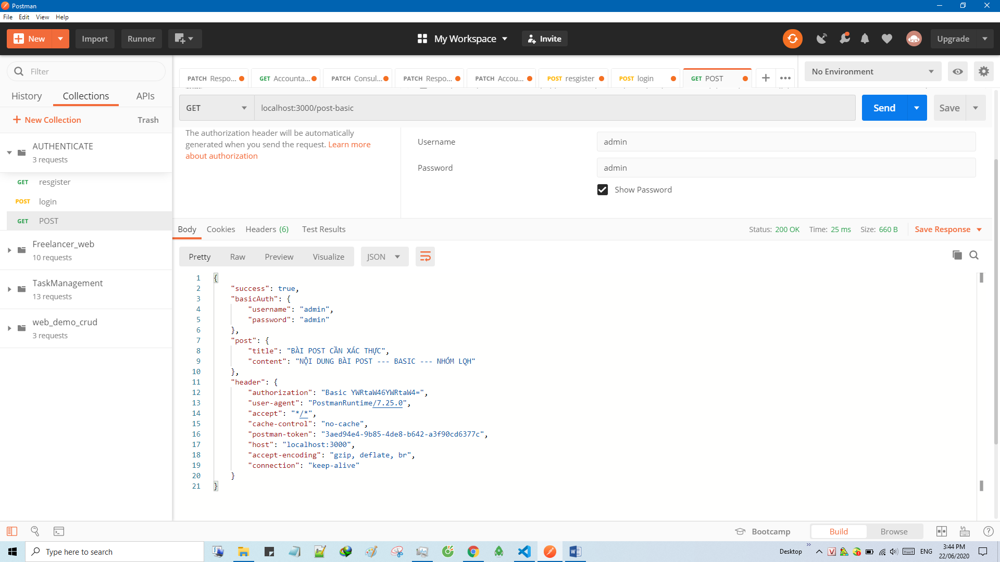 Postman
File Edit View Help
New Import Runner My Workspace Invite Upgrade
Filter
History Collections APIs
New Collection Trash
AUTHENTICATE
3 requests
GET resgister
POST login
GET POST
Freelancer_web
10 requests
TaskManagement
13 requests
web_demo_crud
3 requests
PATCH Respo... GET Accounta... PATCH Consul... PATCH Respo... PATCH Accou... POST resgister POST login GET POST
No Environment
GET localhost:3000/post-basic Send Save
The authorization header will be automatically
generated when you send the request. Learn more
about authorization
Username admin
Password admin
Show Password
Body Cookies Headers (6) Test Results Status: 200 OK Time: 25 ms Size: 660 B Save Response
Pretty Raw Preview Visualize JSON
1 {
2 "success": true,
3 "basicAuth": {
4 "username": "admin",
5 "password": "admin"
6 },
7 "post": {
8 "title": "BÀI POST CẦN XÁC THỰC",
9 "content": "NỘI DUNG BÀI POST --- BASIC --- NHÓM LQH"
10 },
11 "header": {
12 "authorization": "Basic YWRtaW46YWRtaW4=",
13 "user-agent": "PostmanRuntime/7.25.0",
14 "accept": "*/*",
15 "cache-control": "no-cache",
16 "postman-token": "3aed94e4-9b85-4de8-b642-a3f90cd6377c",
17 "host": "localhost:3000",
18 "accept-encoding": "gzip, deflate, br",
19 "connection": "keep-alive"
20 }
21 }
Bootcamp Build Browse
Type here to search
Desktop ENG 3:44 PM
22/06/2020